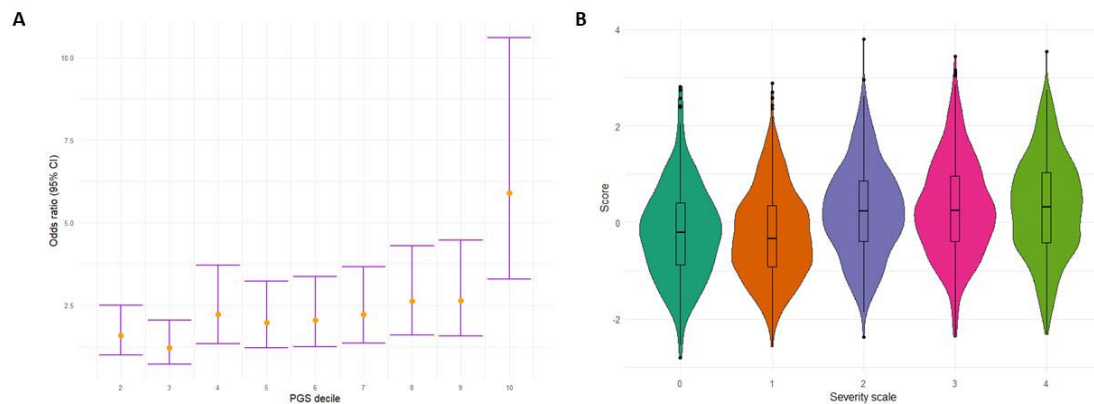 A
Odds ratio (95% CI)
10.0
7.5
5.0
2.5
2 3 4 5 6 7 8 9 10
PGS decile
B
Score
4
2
0
-2
0 1 2 3 4
Severity scale